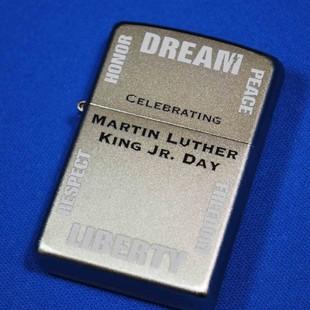 DREAM
HONOR
PEACE
CELEBRATING
MARTIN LUTHER
KING JR. DAY
RESPECT
FREEDOM
LIBERTY